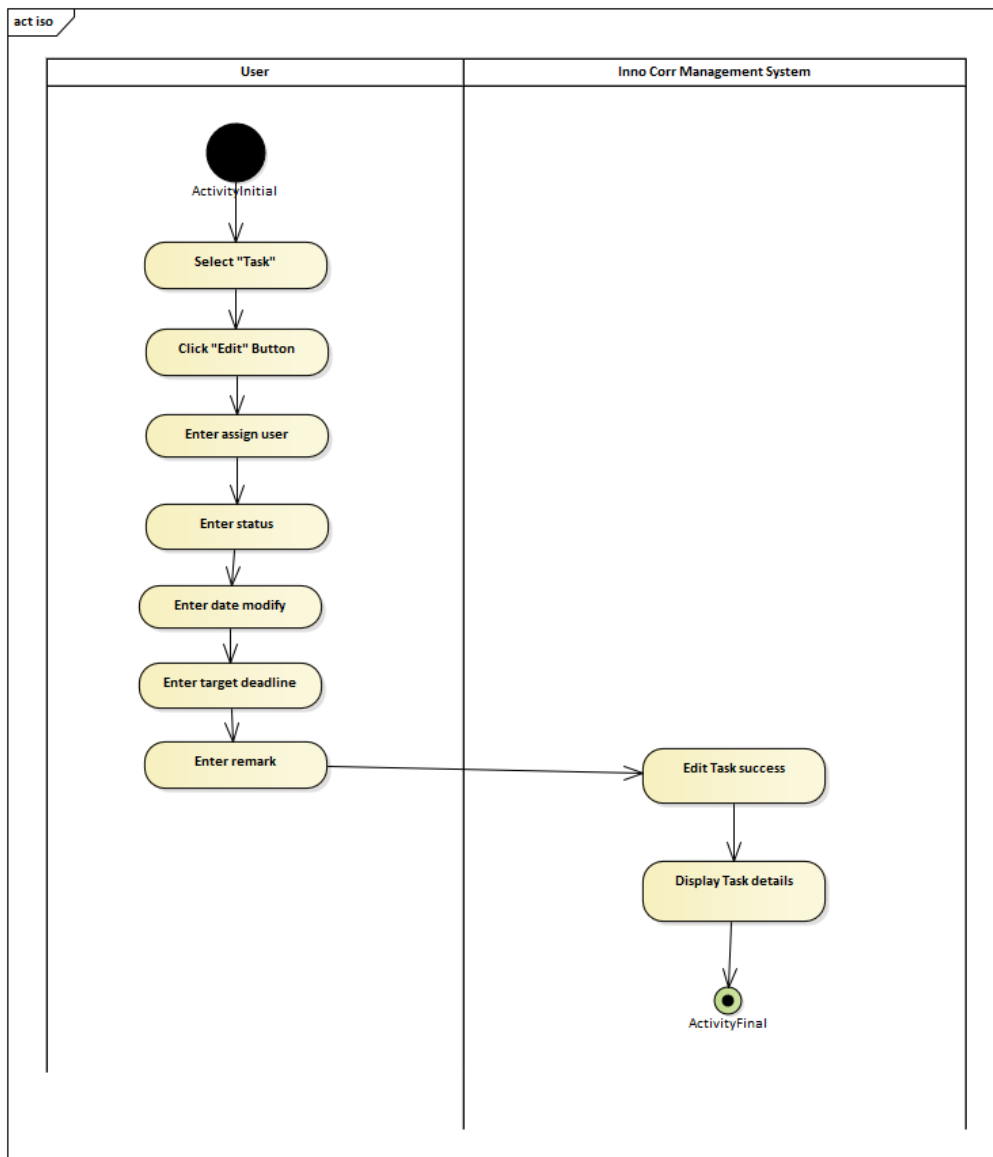 act iso
User
Inno Corr Management System
ActivityInitial
Select "Task"
Click "Edit" Button
Enter assign user
Enter status
Enter date modify
Enter target deadline
Enter remark
Edit Task success
Display Task details
ActivityFinal